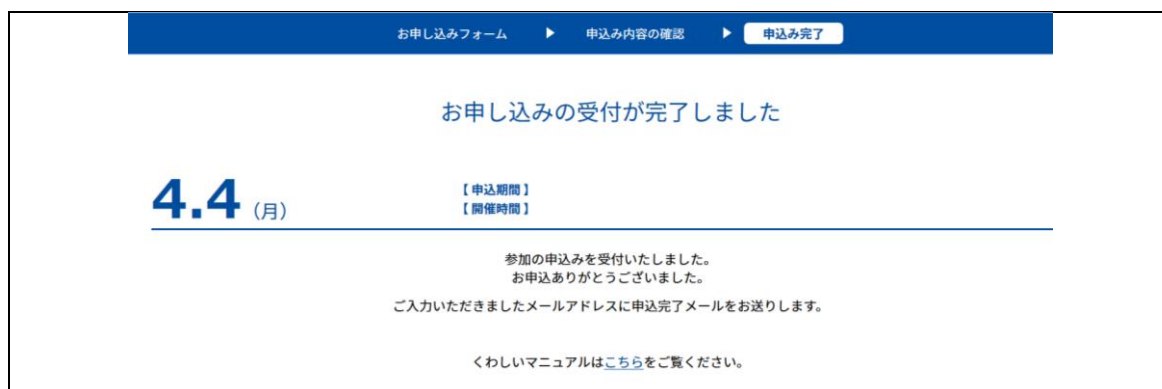 お申し込みフォーム ▶ 申込み内容の確認 ▶ 申込み完了
お申し込みの受付が完了しました
4.4（月）
【申込期間】
【開催時間】
参加の申込みを受付いたしました。
お申込ありがとうございました。
ご入力いただきましたメールアドレスに申込完了メールをお送りします。
くわしいマニュアルはこちらをご覧ください。